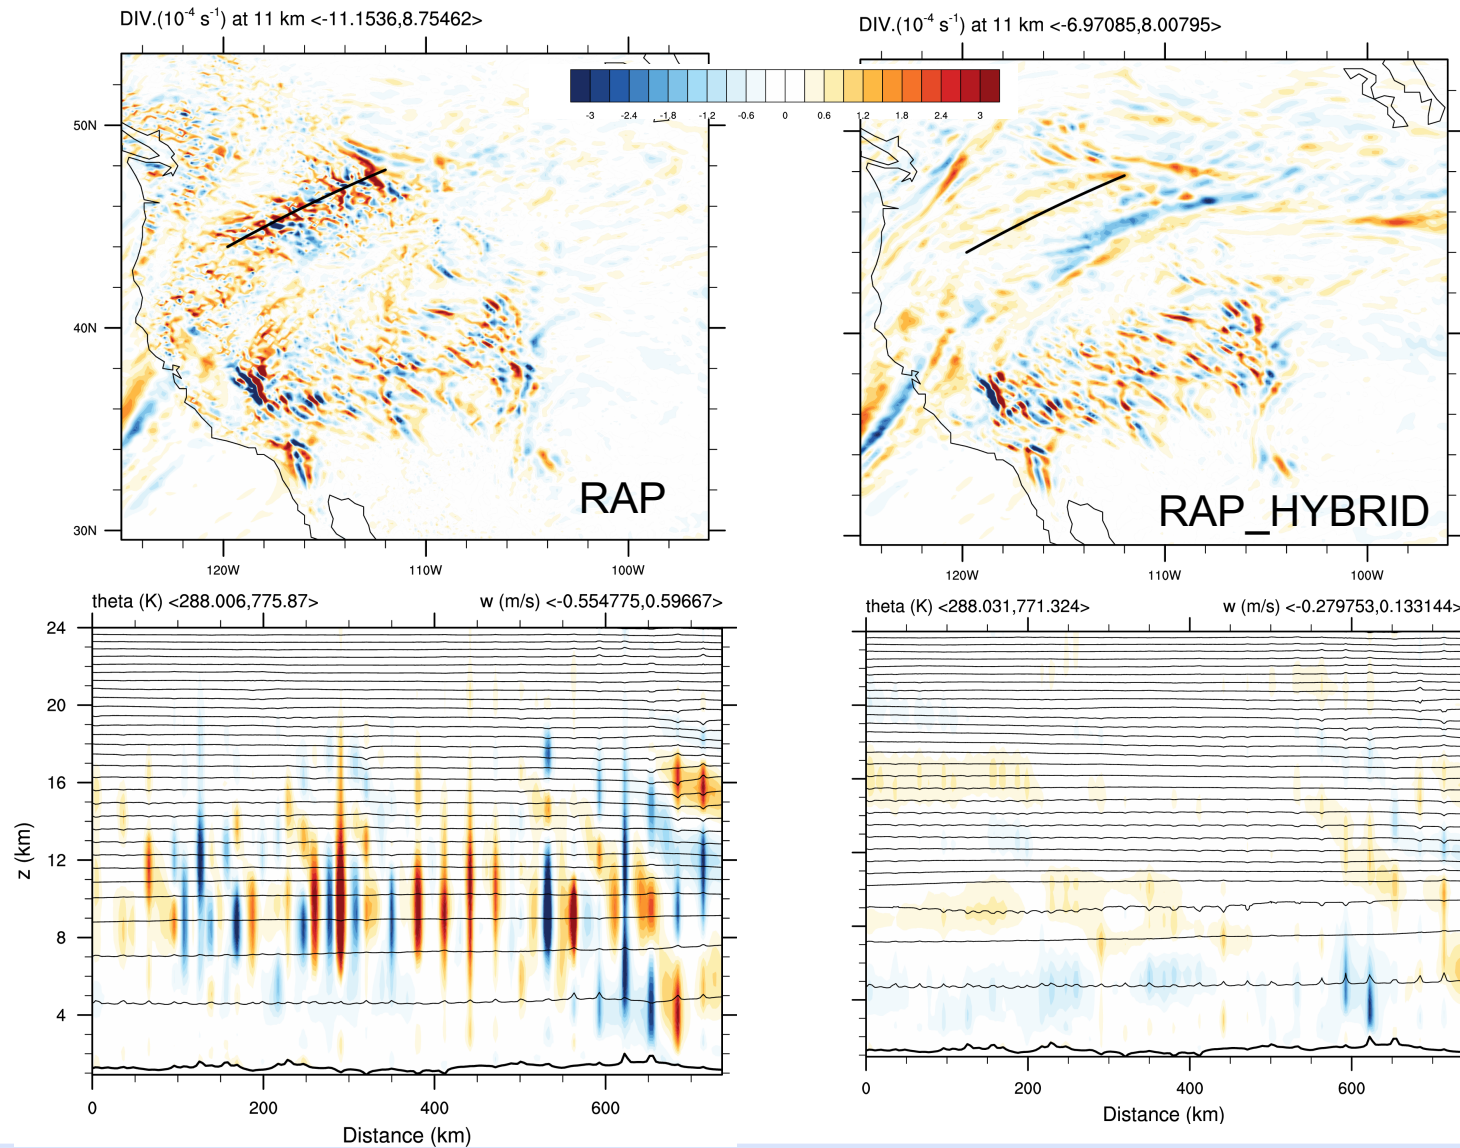 DIV.(10⁻⁴ s⁻¹) at 11 km <-11.1536,8.75462>
DIV.(10⁻⁴ s⁻¹) at 11 km <-6.97085,8.00795>
-3 -2.4 -1.8 -1.2 -0.6 0 0.6 1.2 1.8 2.4 3
50N
40N
30N
RAP
RAP_HYBRID
120W 110W 100W
120W 110W 100W
theta (K) <288.006,775.87> w (m/s) <-0.554775,0.59667>
theta (K) <288.031,771.324> w (m/s) <-0.279753,0.133144>
24
20
16
12
8
4
z (km)
0 200 400 600
Distance (km)
0 200 400 600
Distance (km)